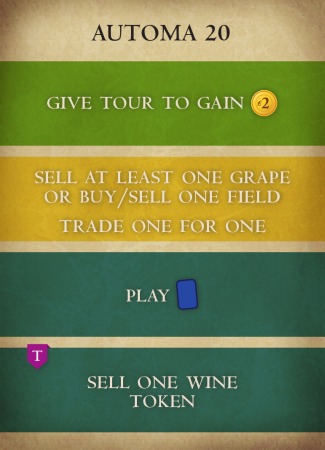 AUTOMA 20
GIVE TOUR TO GAIN 2
SELL AT LEAST ONE GRAPE
OR BUY/SELL ONE FIELD
TRADE ONE FOR ONE
PLAY
T
SELL ONE WINE
TOKEN